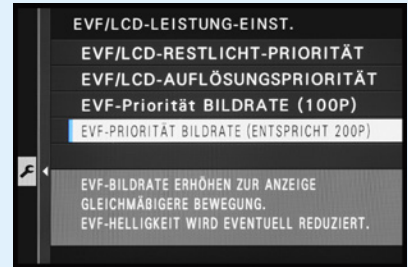 EVF/LCD-LEISTUNG-EINST.
EVF/LCD-RESTLICHT-PRIORITÄT
EVF/LCD-AUFLÖSUNGSPRIORITÄT
EVF-Priorität BILDRATE (100P)
EVF-PRIORITÄT BILDRATE (ENTSPRICHT 200P)
EVF-BILDRATE ERHÖHEN ZUR ANZEIGE
GLEICHMÄßIGERE BEWEGUNG.
EVF-HELLIGKEIT WIRD EVENTUELL REDUZIERT.